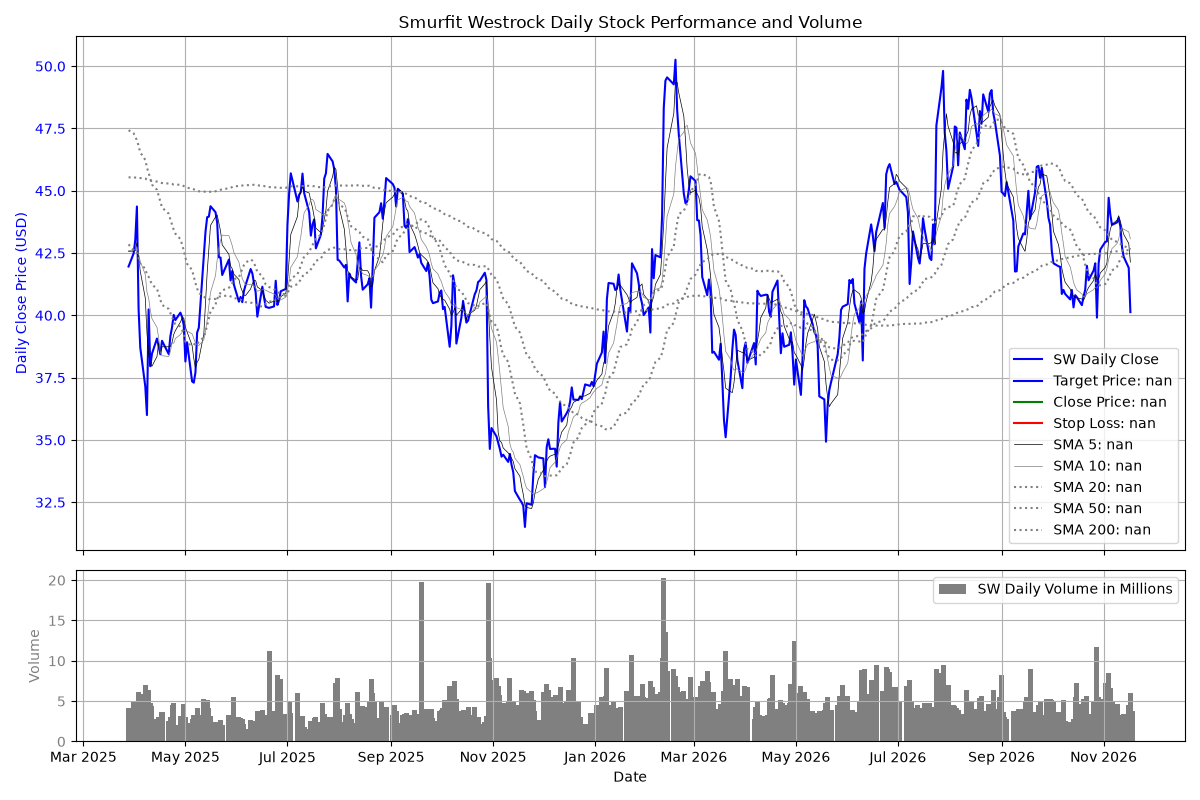 Smurfit Westrock Daily Stock Performance and Volume
Daily Close Price (USD)
50.0
47.5
45.0
42.5
40.0
37.5
35.0
32.5
SW Daily Close
Target Price: nan
Close Price: nan
Stop Loss: nan
SMA 5: nan
SMA 10: nan
SMA 20: nan
SMA 50: nan
SMA 200: nan
Volume
20
15
10
5
0
SW Daily Volume in Millions
Mar 2025
May 2025
Jul 2025
Sep 2025
Nov 2025
Jan 2026
Mar 2026
May 2026
Jul 2026
Sep 2026
Nov 2026
Date